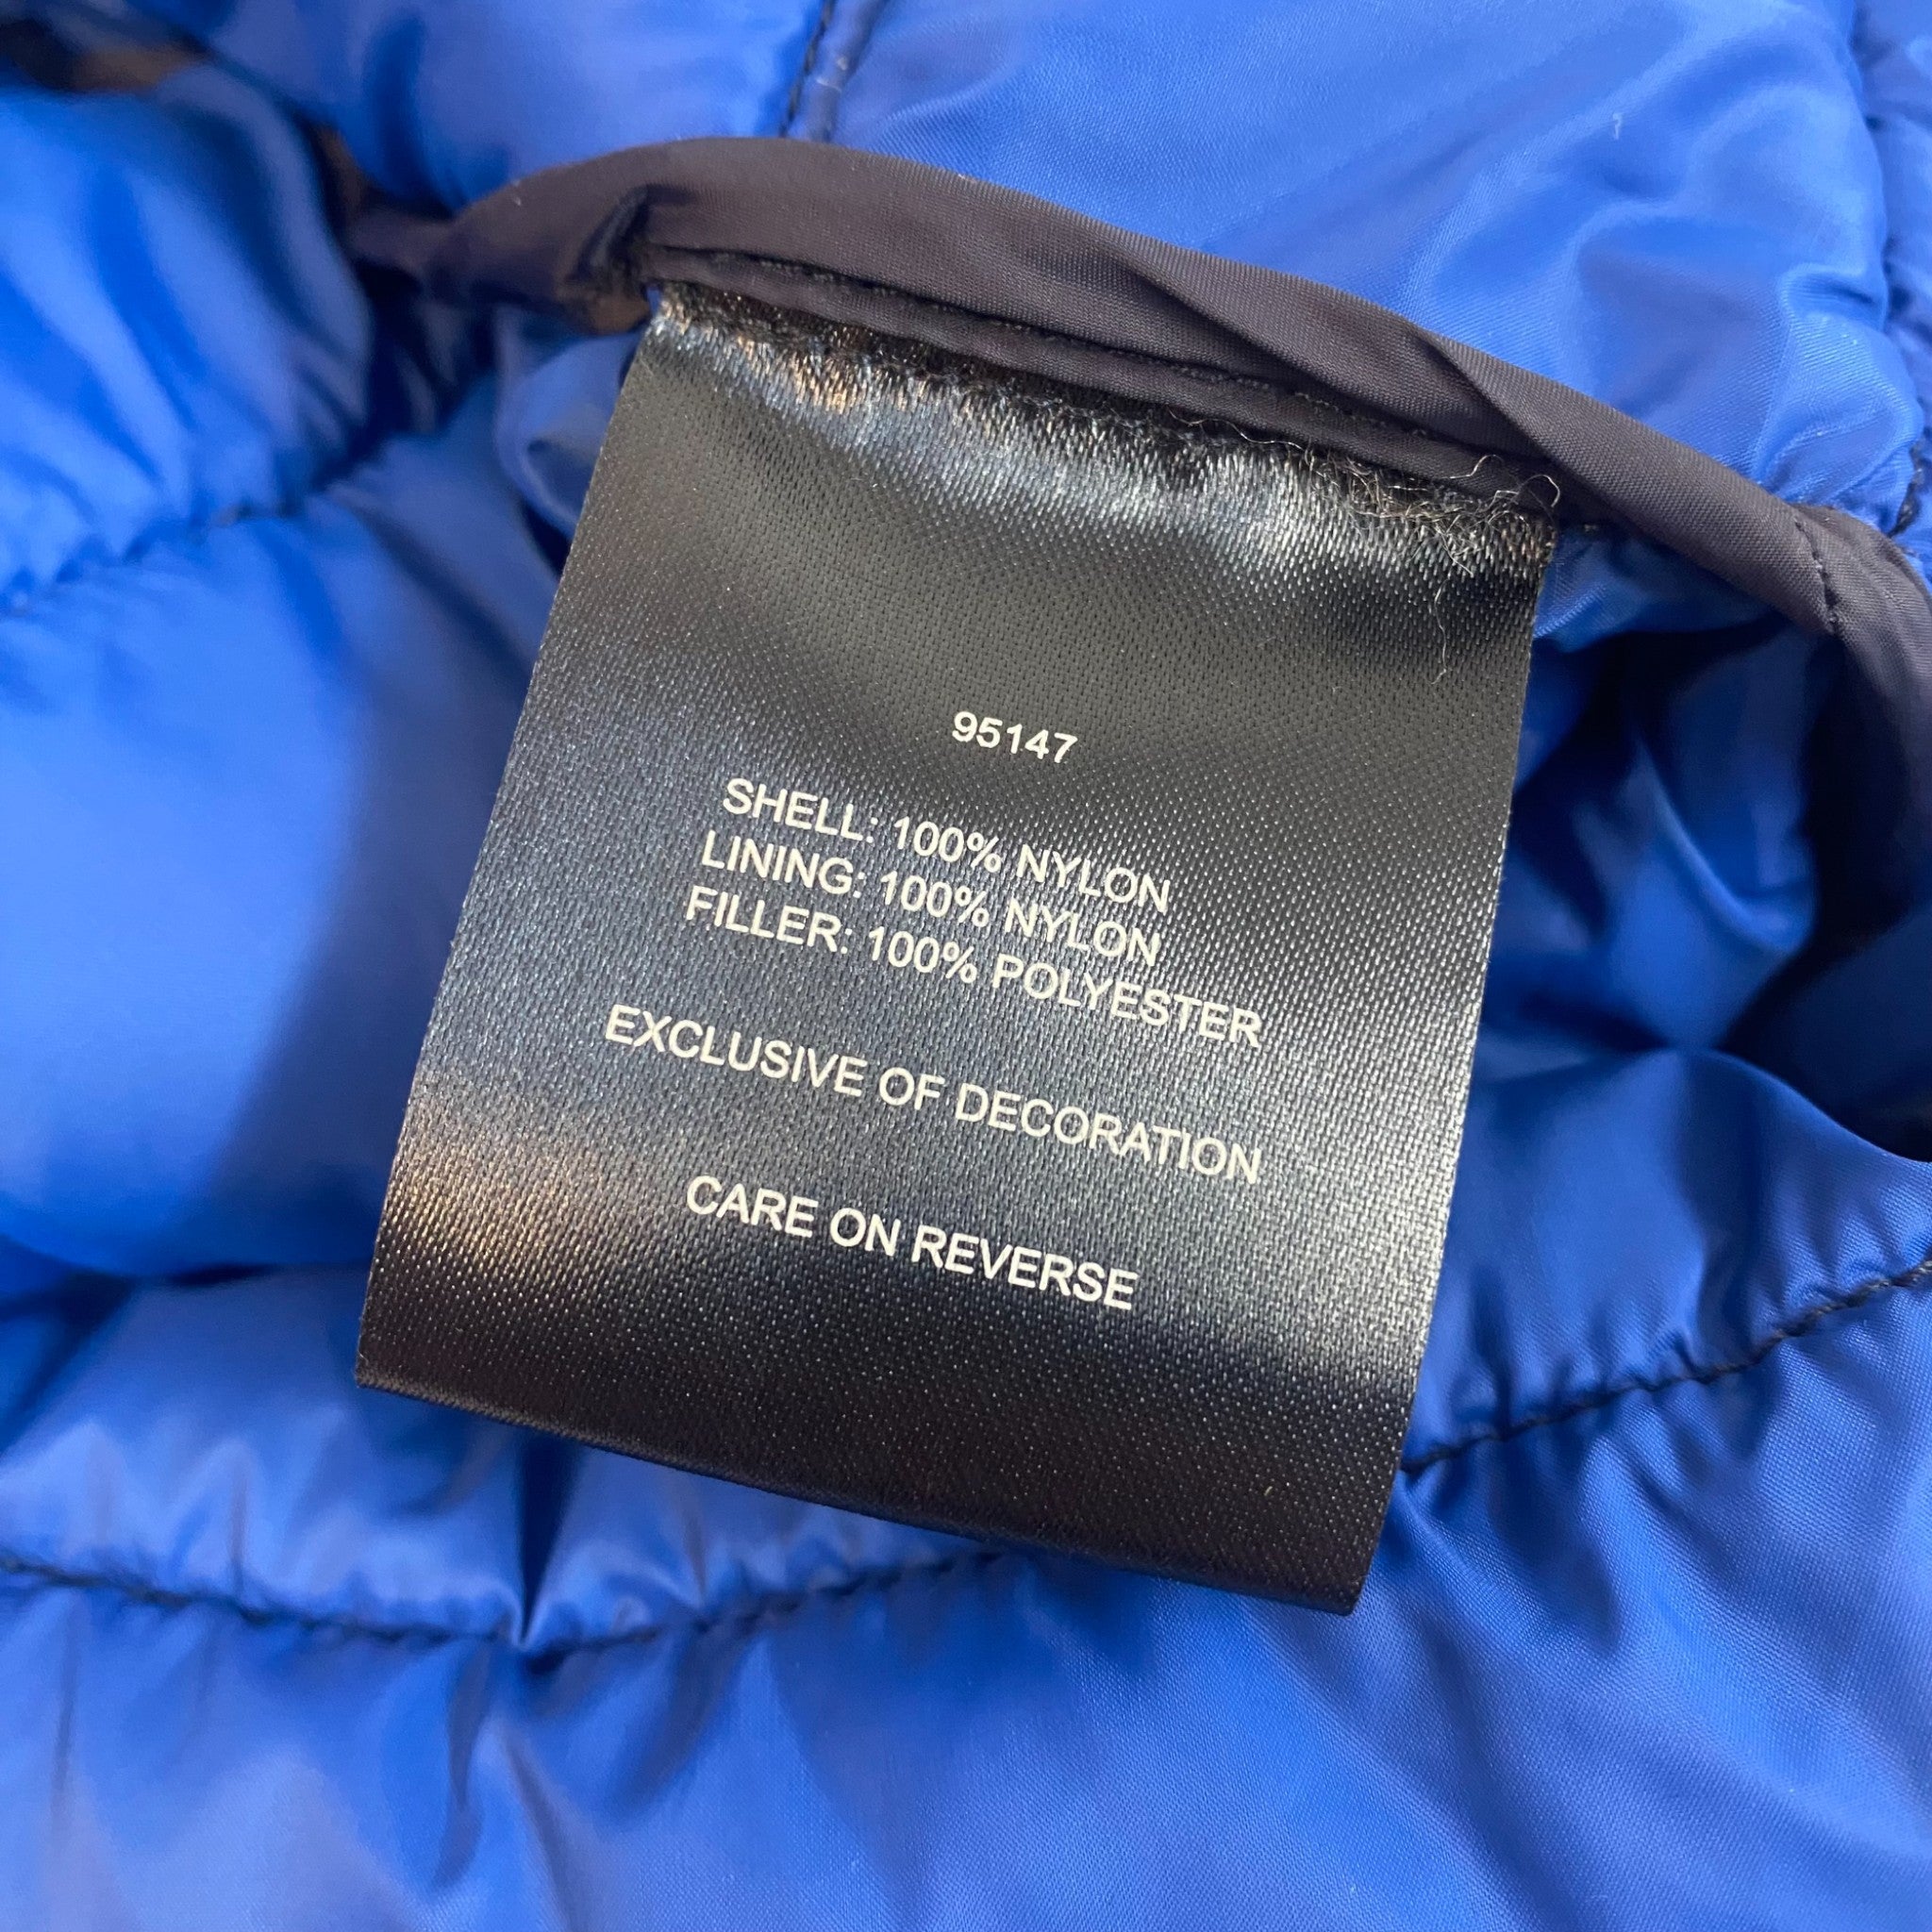 95147
SHELL: 100% NYLON
LINING: 100% NYLON
FILLER: 100% POLYESTER
EXCLUSIVE OF DECORATION
CARE ON REVERSE